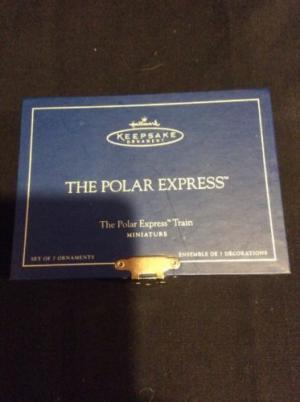 Hallmark
KEEPSAKE
ORNAMENT
THE POLAR EXPRESS™
The Polar Express™ Train
MINIATURE
SET OF 7 ORNAMENTS
ENSEMBLE DE 7 DÉCORATIONS